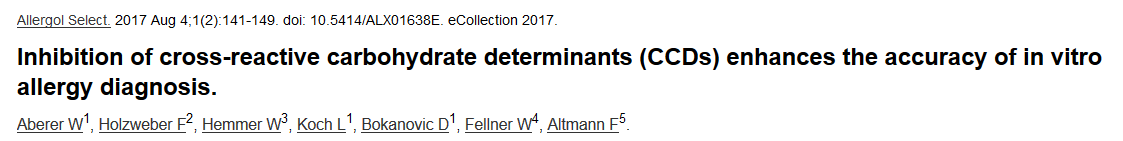 Allergol Select. 2017 Aug 4;1(2):141-149. doi: 10.5414/ALX01638E. eCollection 2017.
Inhibition of cross-reactive carbohydrate determinants (CCDs) enhances the accuracy of in vitro
allergy diagnosis.
Aberer W1, Holzweber F2, Hemmer W3, Koch L1, Bokanovic D1, Fellner W4, Altmann F5.